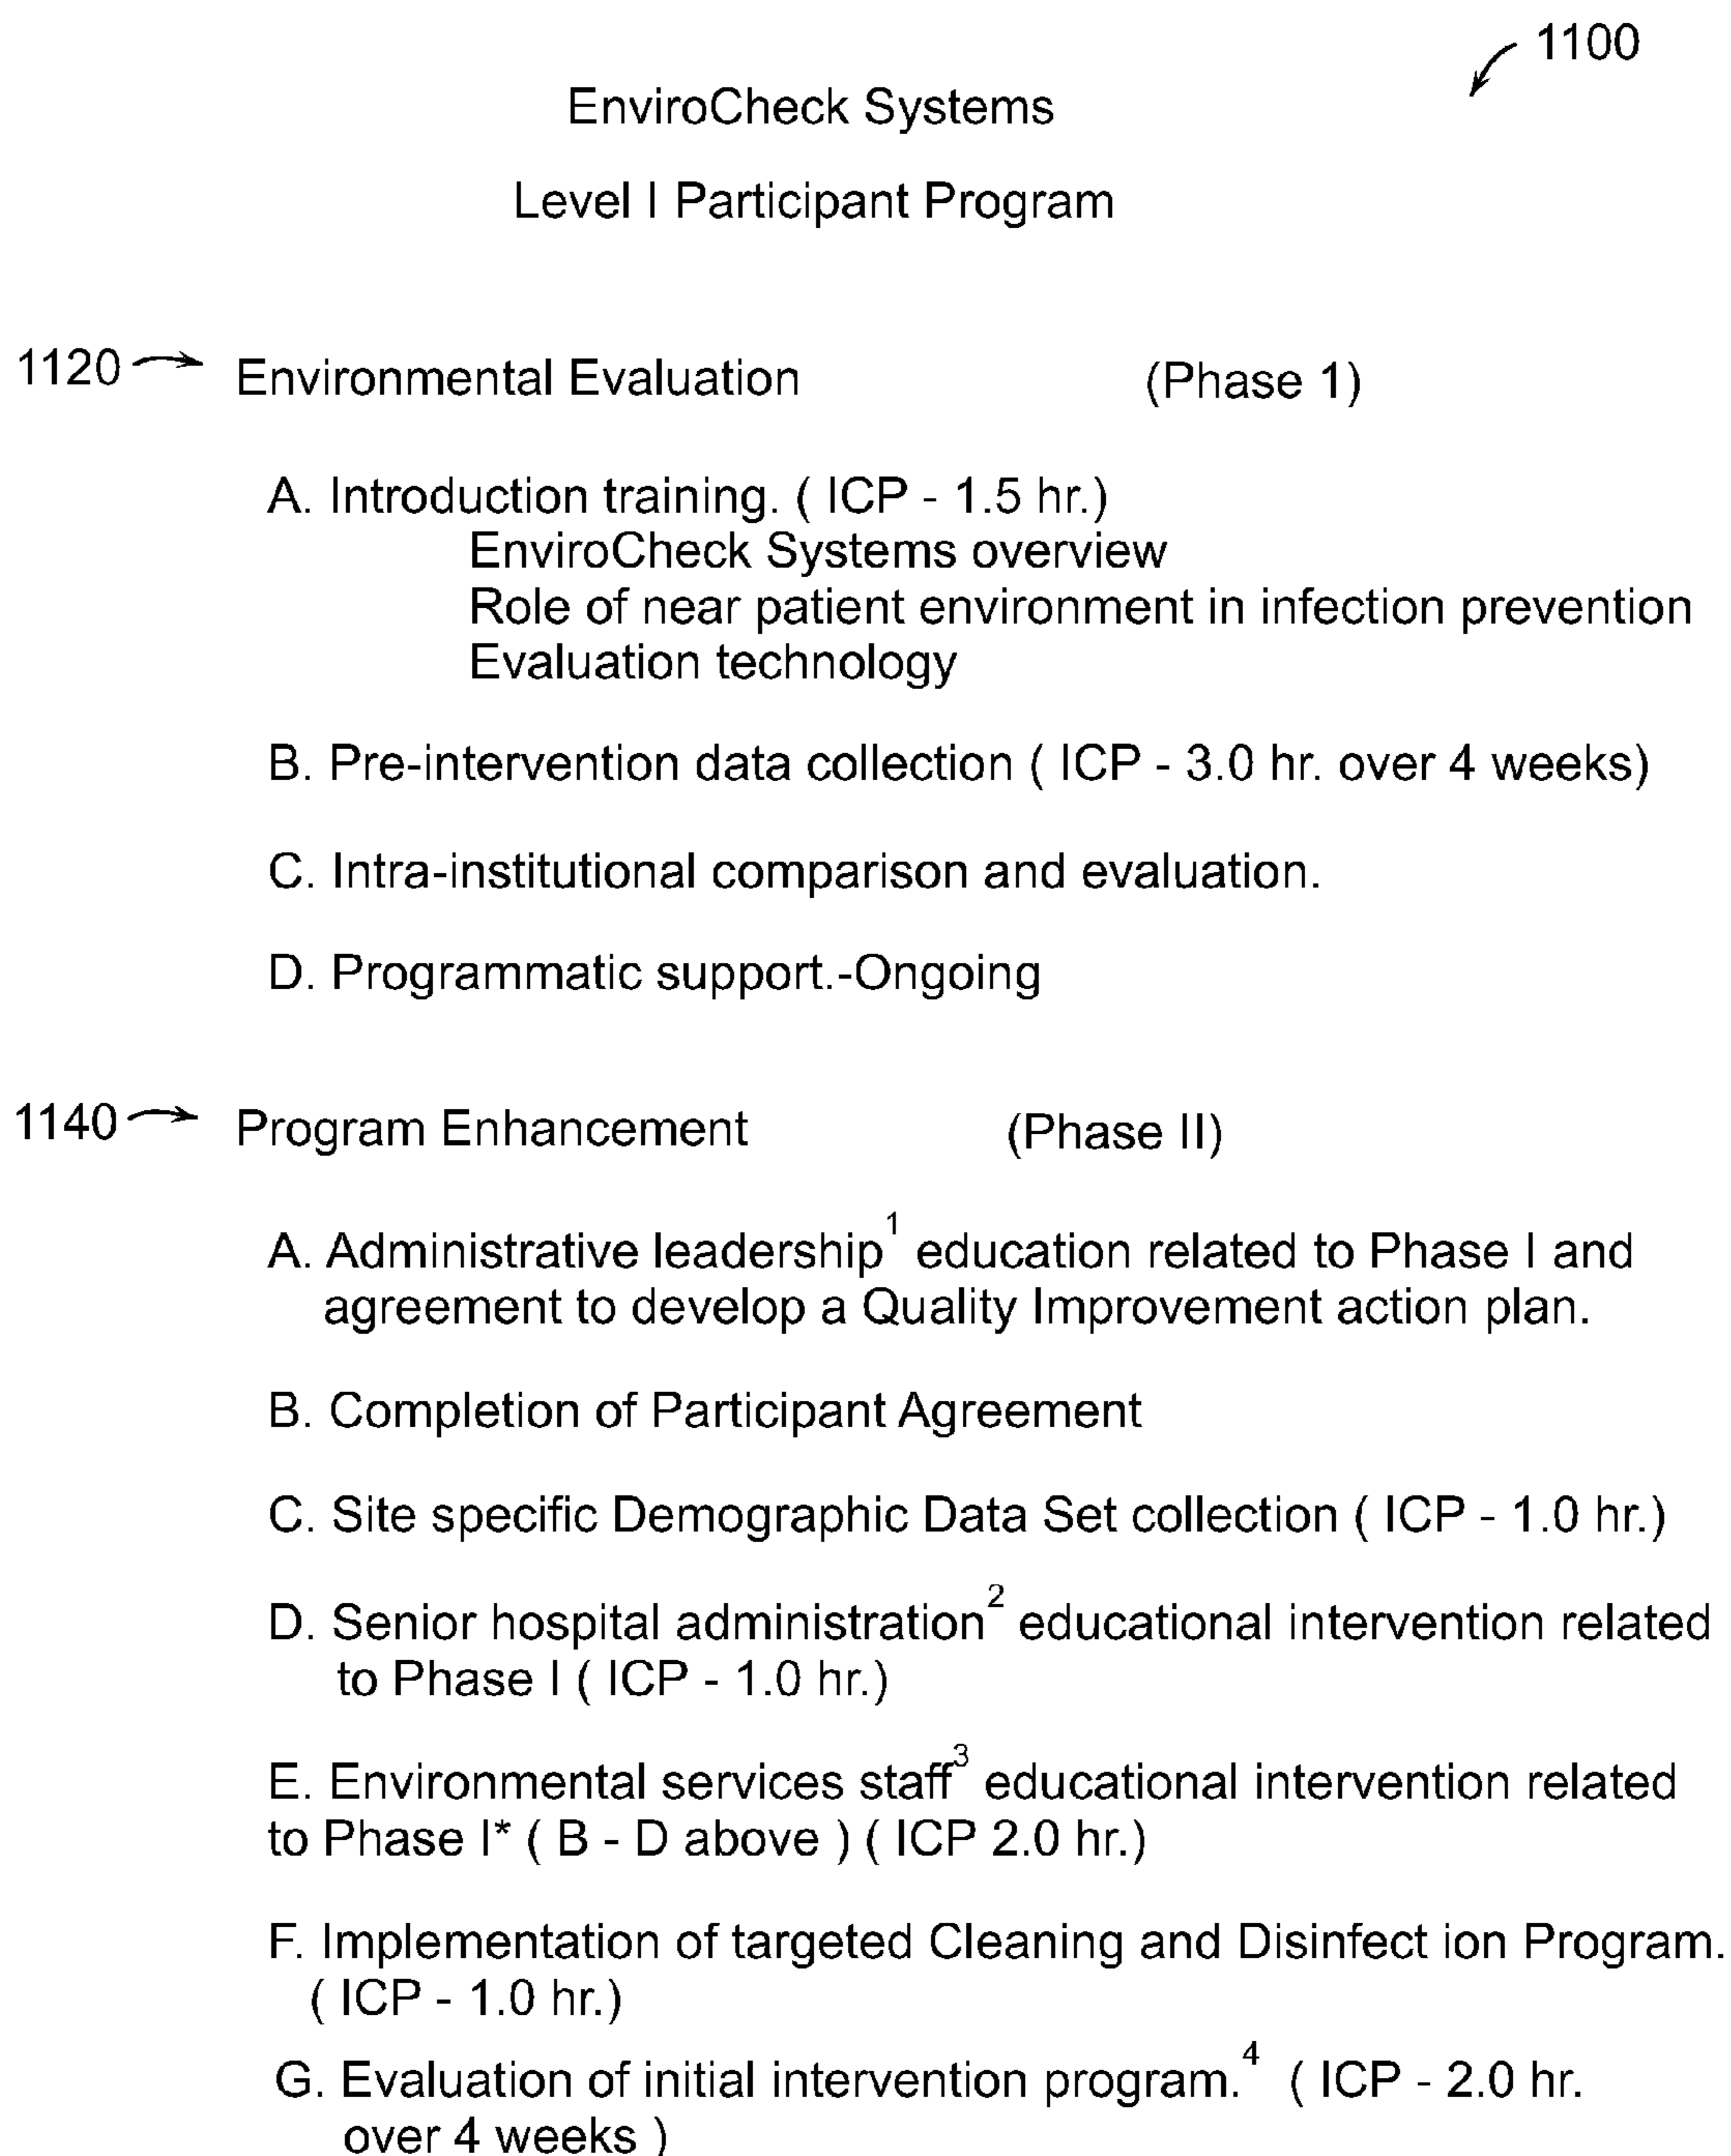 1100
EnviroCheck Systems
Level I Participant Program
1120 Environmental Evaluation (Phase 1)
A. Introduction training. ( ICP - 1.5 hr.)
EnviroCheck Systems overview
Role of near patient environment in infection prevention
Evaluation technology
B. Pre-intervention data collection ( ICP - 3.0 hr. over 4 weeks)
C. Intra-institutional comparison and evaluation.
D. Programmatic support.-Ongoing
1140 Program Enhancement (Phase II)
A. Administrative leadership¹ education related to Phase I and
agreement to develop a Quality Improvement action plan.
B. Completion of Participant Agreement
C. Site specific Demographic Data Set collection ( ICP - 1.0 hr.)
D. Senior hospital administration² educational intervention related
to Phase I ( ICP - 1.0 hr.)
E. Environmental services staff³ educational intervention related
to Phase I* ( B - D above ) ( ICP 2.0 hr.)
F. Implementation of targeted Cleaning and Disinfect ion Program.
( ICP - 1.0 hr.)
G. Evaluation of initial intervention program.⁴ ( ICP - 2.0 hr.
over 4 weeks )